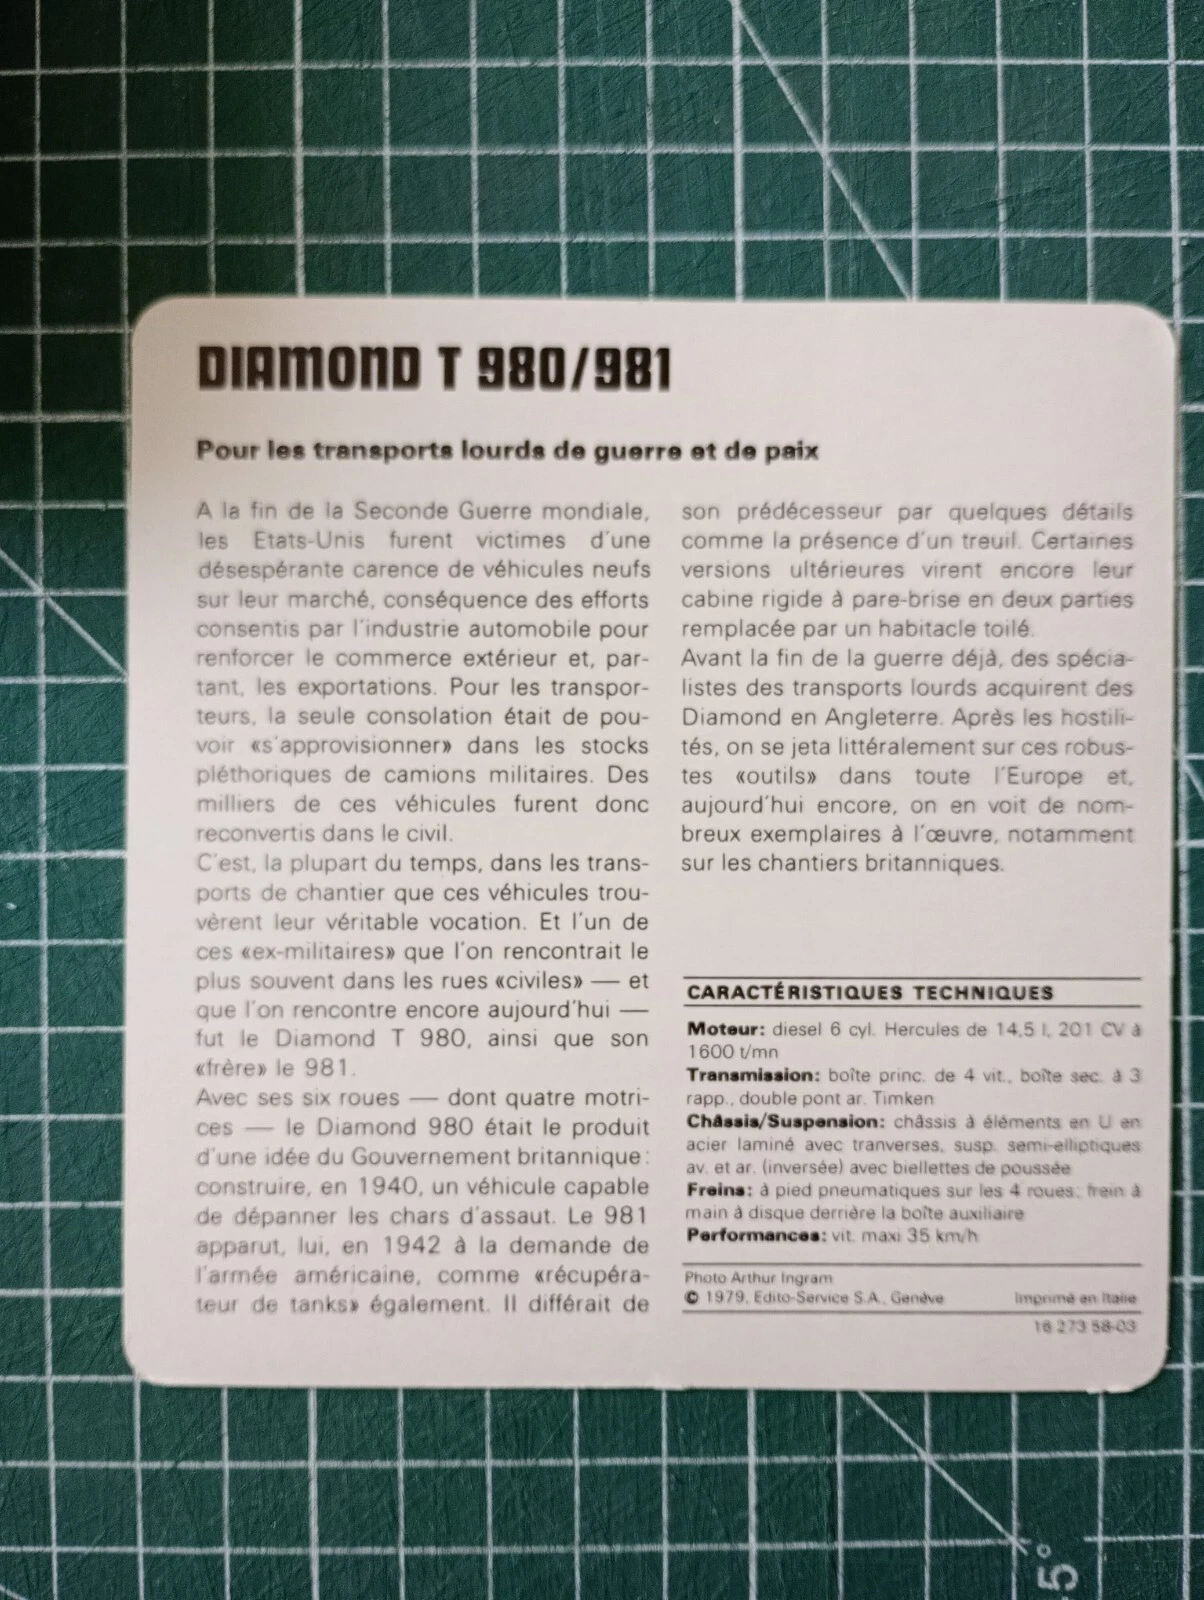 DIAMOND T 980/981
Pour les transports lourds de guerre et de paix
A la fin de la Seconde Guerre mondiale,
les Etats-Unis furent victimes d'une
désespérante carence de véhicules neufs
sur leur marché, conséquence des efforts
consentis par l'industrie automobile pour
renforcer le commerce extérieur et, par-
tant, les exportations. Pour les transpor-
teurs, la seule consolation était de pou-
voir «s'approvisionner» dans les stocks
pléthoriques de camions militaires. Des
milliers de ces véhicules furent donc
reconvertis dans le civil.
C'est, la plupart du temps, dans les trans-
ports de chantier que ces véhicules trou-
vèrent leur véritable vocation. Et l'un de
ces «ex-militaires» que l'on rencontrait le
plus souvent dans les rues «civiles» — et
que l'on rencontre encore aujourd'hui —
fut le Diamond T 980, ainsi que son
«frère» le 981.
Avec ses six roues — dont quatre motri-
ces — le Diamond 980 était le produit
d'une idée du Gouvernement britannique:
construire, en 1940, un véhicule capable
de dépanner les chars d'assaut. Le 981
apparut, lui, en 1942 à la demande de
l'armée américaine, comme «récupéra-
teur de tanks» également. Il différait de
son prédécesseur par quelques détails
comme la présence d'un treuil. Certaines
versions ultérieures virent encore leur
cabine rigide à pare-brise en deux parties
remplacée par un habitacle toilé.
Avant la fin de la guerre déjà, des spécia-
listes des transports lourds acquirent des
Diamond en Angleterre. Après les hostili-
tés, on se jeta littéralement sur ces robus-
tes «outils» dans toute l'Europe et,
aujourd'hui encore, on en voit de nom-
breux exemplaires à l'œuvre, notamment
sur les chantiers britanniques.
CARACTÉRISTIQUES TECHNIQUES
Moteur: diesel 6 cyl. Hercules de 14,5 l, 201 CV à
1600 t/mn
Transmission: boîte princ. de 4 vit., boîte sec. à 3
rapp., double pont ar. Timken
Châssis/Suspension: châssis à éléments en U en
acier laminé avec tranverses, susp. semi-elliptiques
av. et ar. (inversée) avec biellettes de poussée
Freins: à pied pneumatiques sur les 4 roues; frein à
main à disque derrière la boîte auxiliaire
Performances: vit. maxi 35 km/h
Photo Arthur Ingram
© 1979, Edito-Service S.A., Genève Imprimé en Italie
16 273 58-03
5°